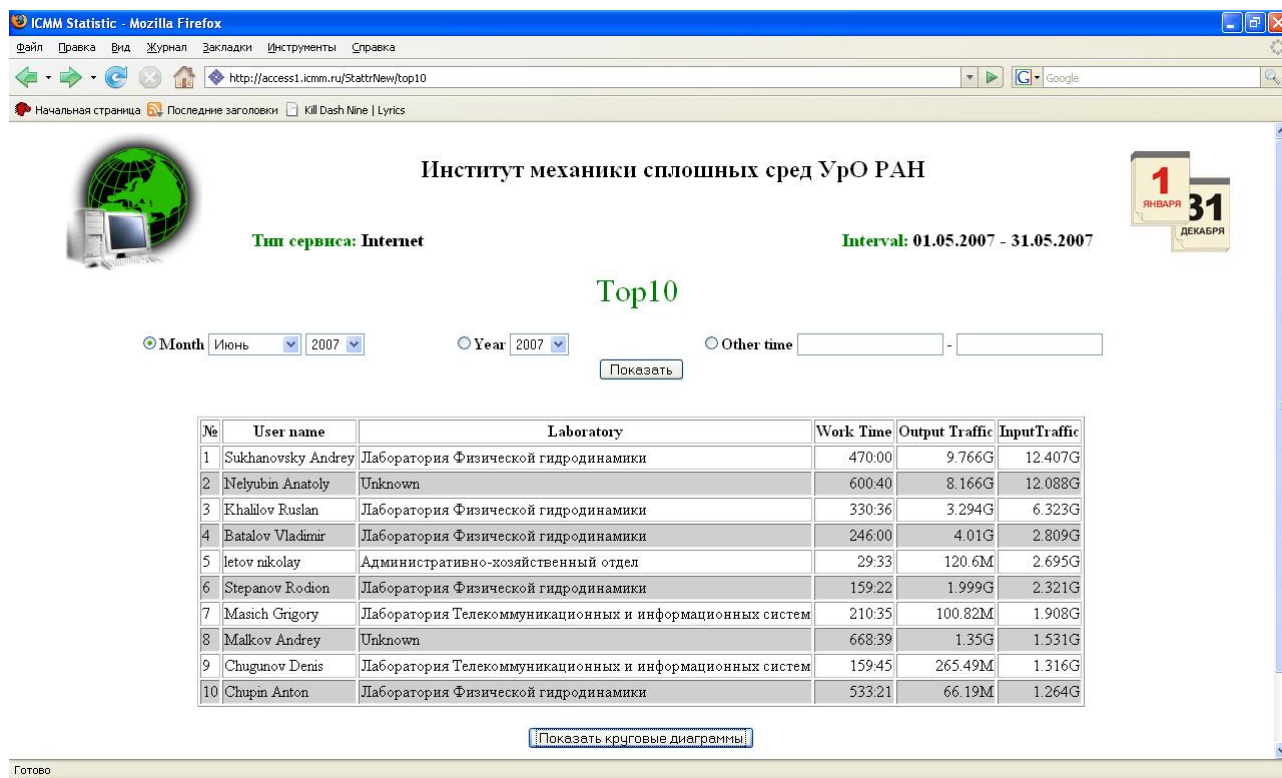 ICMM Statistic - Mozilla Firefox
Файл Правка Вид Журнал Закладки Инструменты Справка
http://access1.icmm.ru/StattrNew/top10 G Google
Начальная страница Последние заголовки Kill Dash Nine | Lyrics
Институт механики сплошных сред УрО РАН
1 ЯНВАРЯ
31 ДЕКАБРЯ
Тип сервиса: Internet Interval: 01.05.2007 - 31.05.2007
Top10
Month Июнь 2007 Year 2007 Other time -
Показать
№ User name Laboratory Work Time Output Traffic InputTraffic
1 Sukhanovsky Andrey Лаборатория Физической гидродинамики 470:00 9.766G 12.407G
2 Nelyubin Anatoly Unknown 600:40 8.166G 12.088G
3 Khalilov Ruslan Лаборатория Физической гидродинамики 330:36 3.294G 6.323G
4 Batalov Vladimir Лаборатория Физической гидродинамики 246:00 4.01G 2.809G
5 letov nikolay Административно-хозяйственный отдел 29:33 120.6M 2.695G
6 Stepanov Rodion Лаборатория Физической гидродинамики 159:22 1.999G 2.321G
7 Masich Grigory Лаборатория Телекоммуникационных и информационных систем 210:35 100.82M 1.908G
8 Malkov Andrey Unknown 668:39 1.35G 1.531G
9 Chugunov Denis Лаборатория Телекоммуникационных и информационных систем 159:45 265.49M 1.316G
10 Chupin Anton Лаборатория Физической гидродинамики 533:21 66.19M 1.264G
Показать круговые диаграммы
Готово